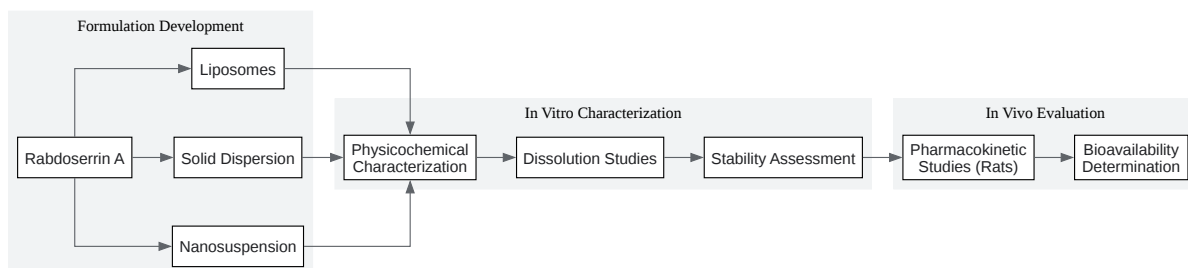 Formulation Development
Liposomes
Rabdoserrin A
Solid Dispersion
Nanosuspension
In Vitro Characterization
Physicochemical
Characterization
Dissolution Studies
Stability Assessment
In Vivo Evaluation
Pharmacokinetic
Studies (Rats)
Bioavailability
Determination